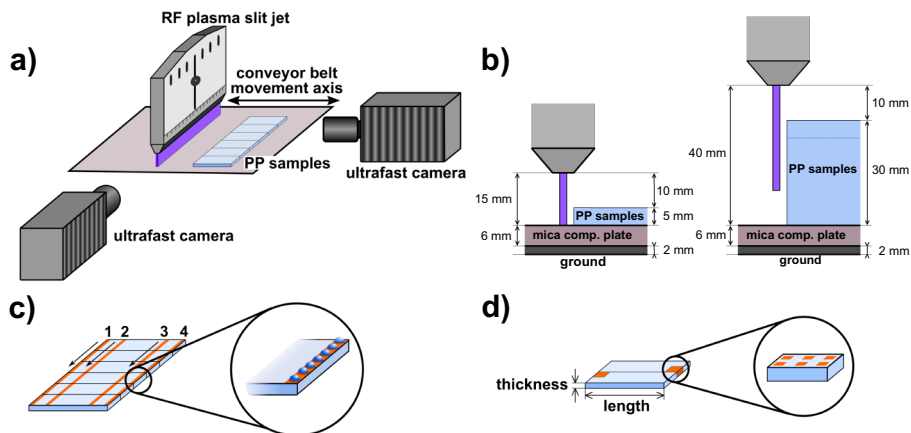 a)
RF plasma slit jet
conveyor belt
movement axis
PP samples
ultrafast camera
ultrafast camera
b)
15 mm
10 mm
PP samples
5 mm
6 mm
mica comp. plate
2 mm
ground
40 mm
10 mm
PP samples
30 mm
6 mm
mica comp. plate
2 mm
ground
c)
1 2 3 4
d)
thickness
length